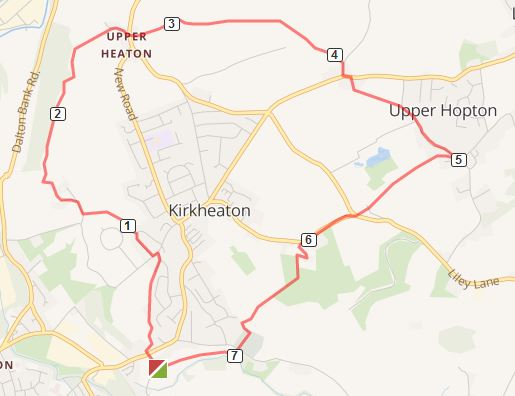 L
UPPER
HEATON
3
4
Dalton Bank Rd.
New Road
2
Upper Hopton
5
Kirkheaton
1
6
Liley Lane
7
ON